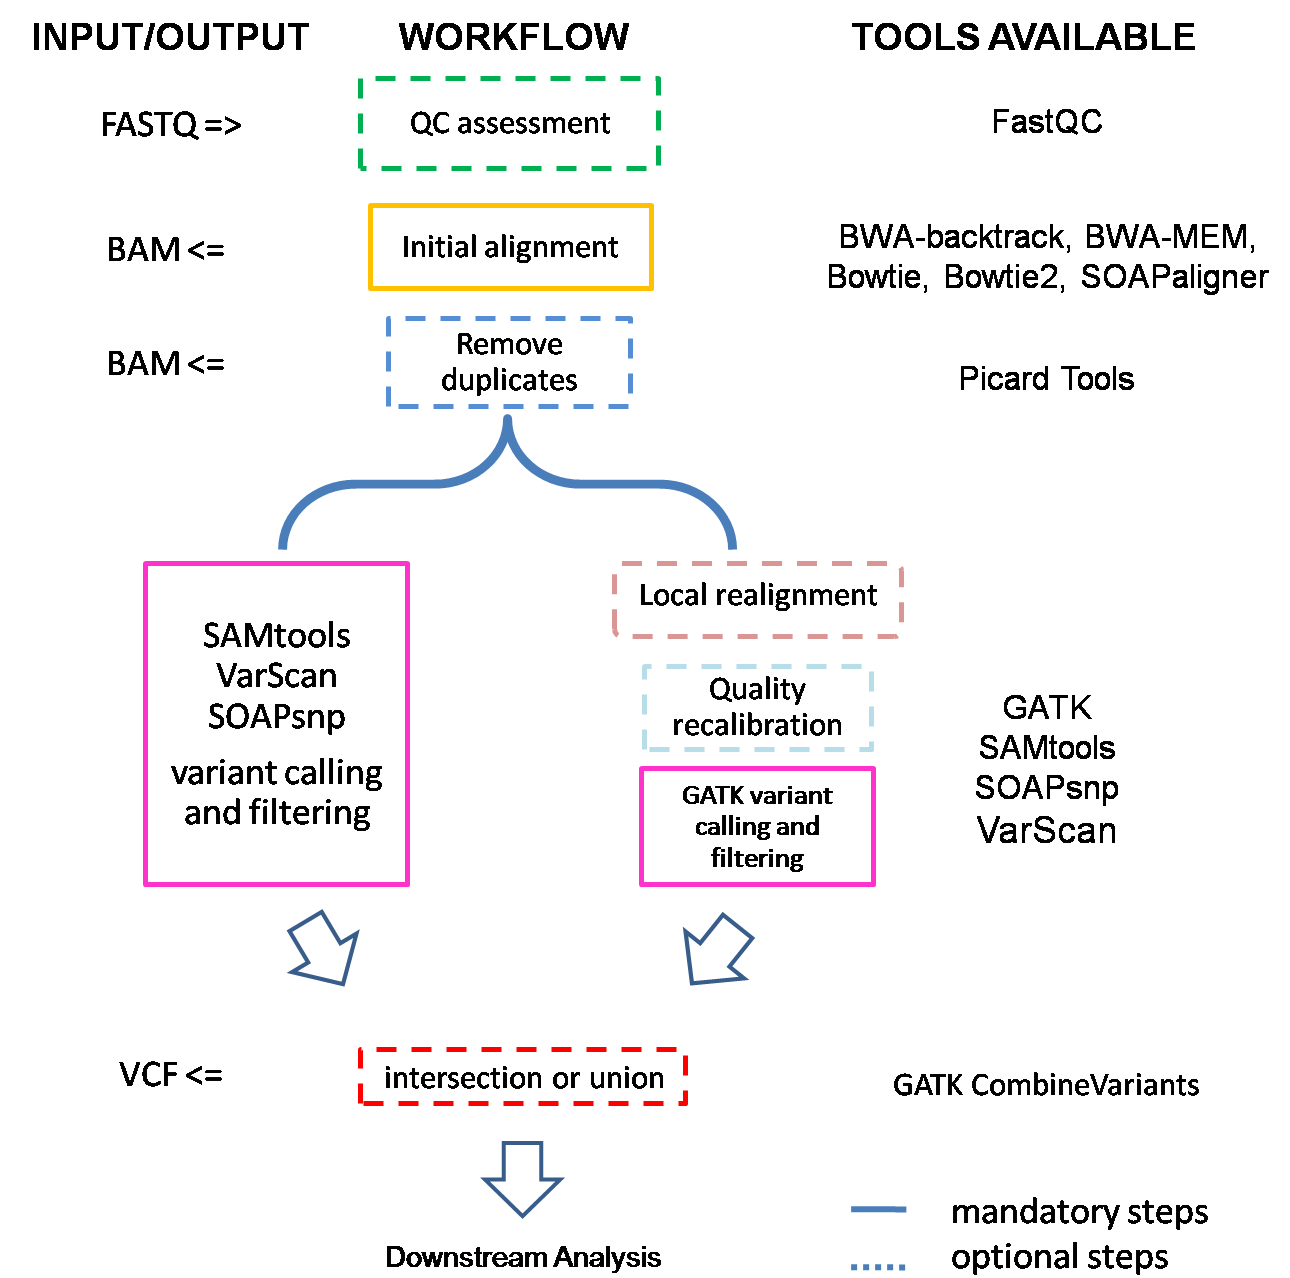 INPUT/OUTPUT WORKFLOW TOOLS AVAILABLE
FASTQ => QC assessment FastQC
BAM <= Initial alignment BWA-backtrack, BWA-MEM,
Bowtie, Bowtie2, SOAPaligner
BAM <= Remove
duplicates
Picard Tools
SAMtools
VarScan
SOAPsnp
variant calling
and filtering
Local realignment
Quality
recalibration
GATK variant
calling and
filtering
GATK
SAMtools
SOAPsnp
VarScan
VCF <= intersection or union GATK CombineVariants
Downstream Analysis
mandatory steps
optional steps